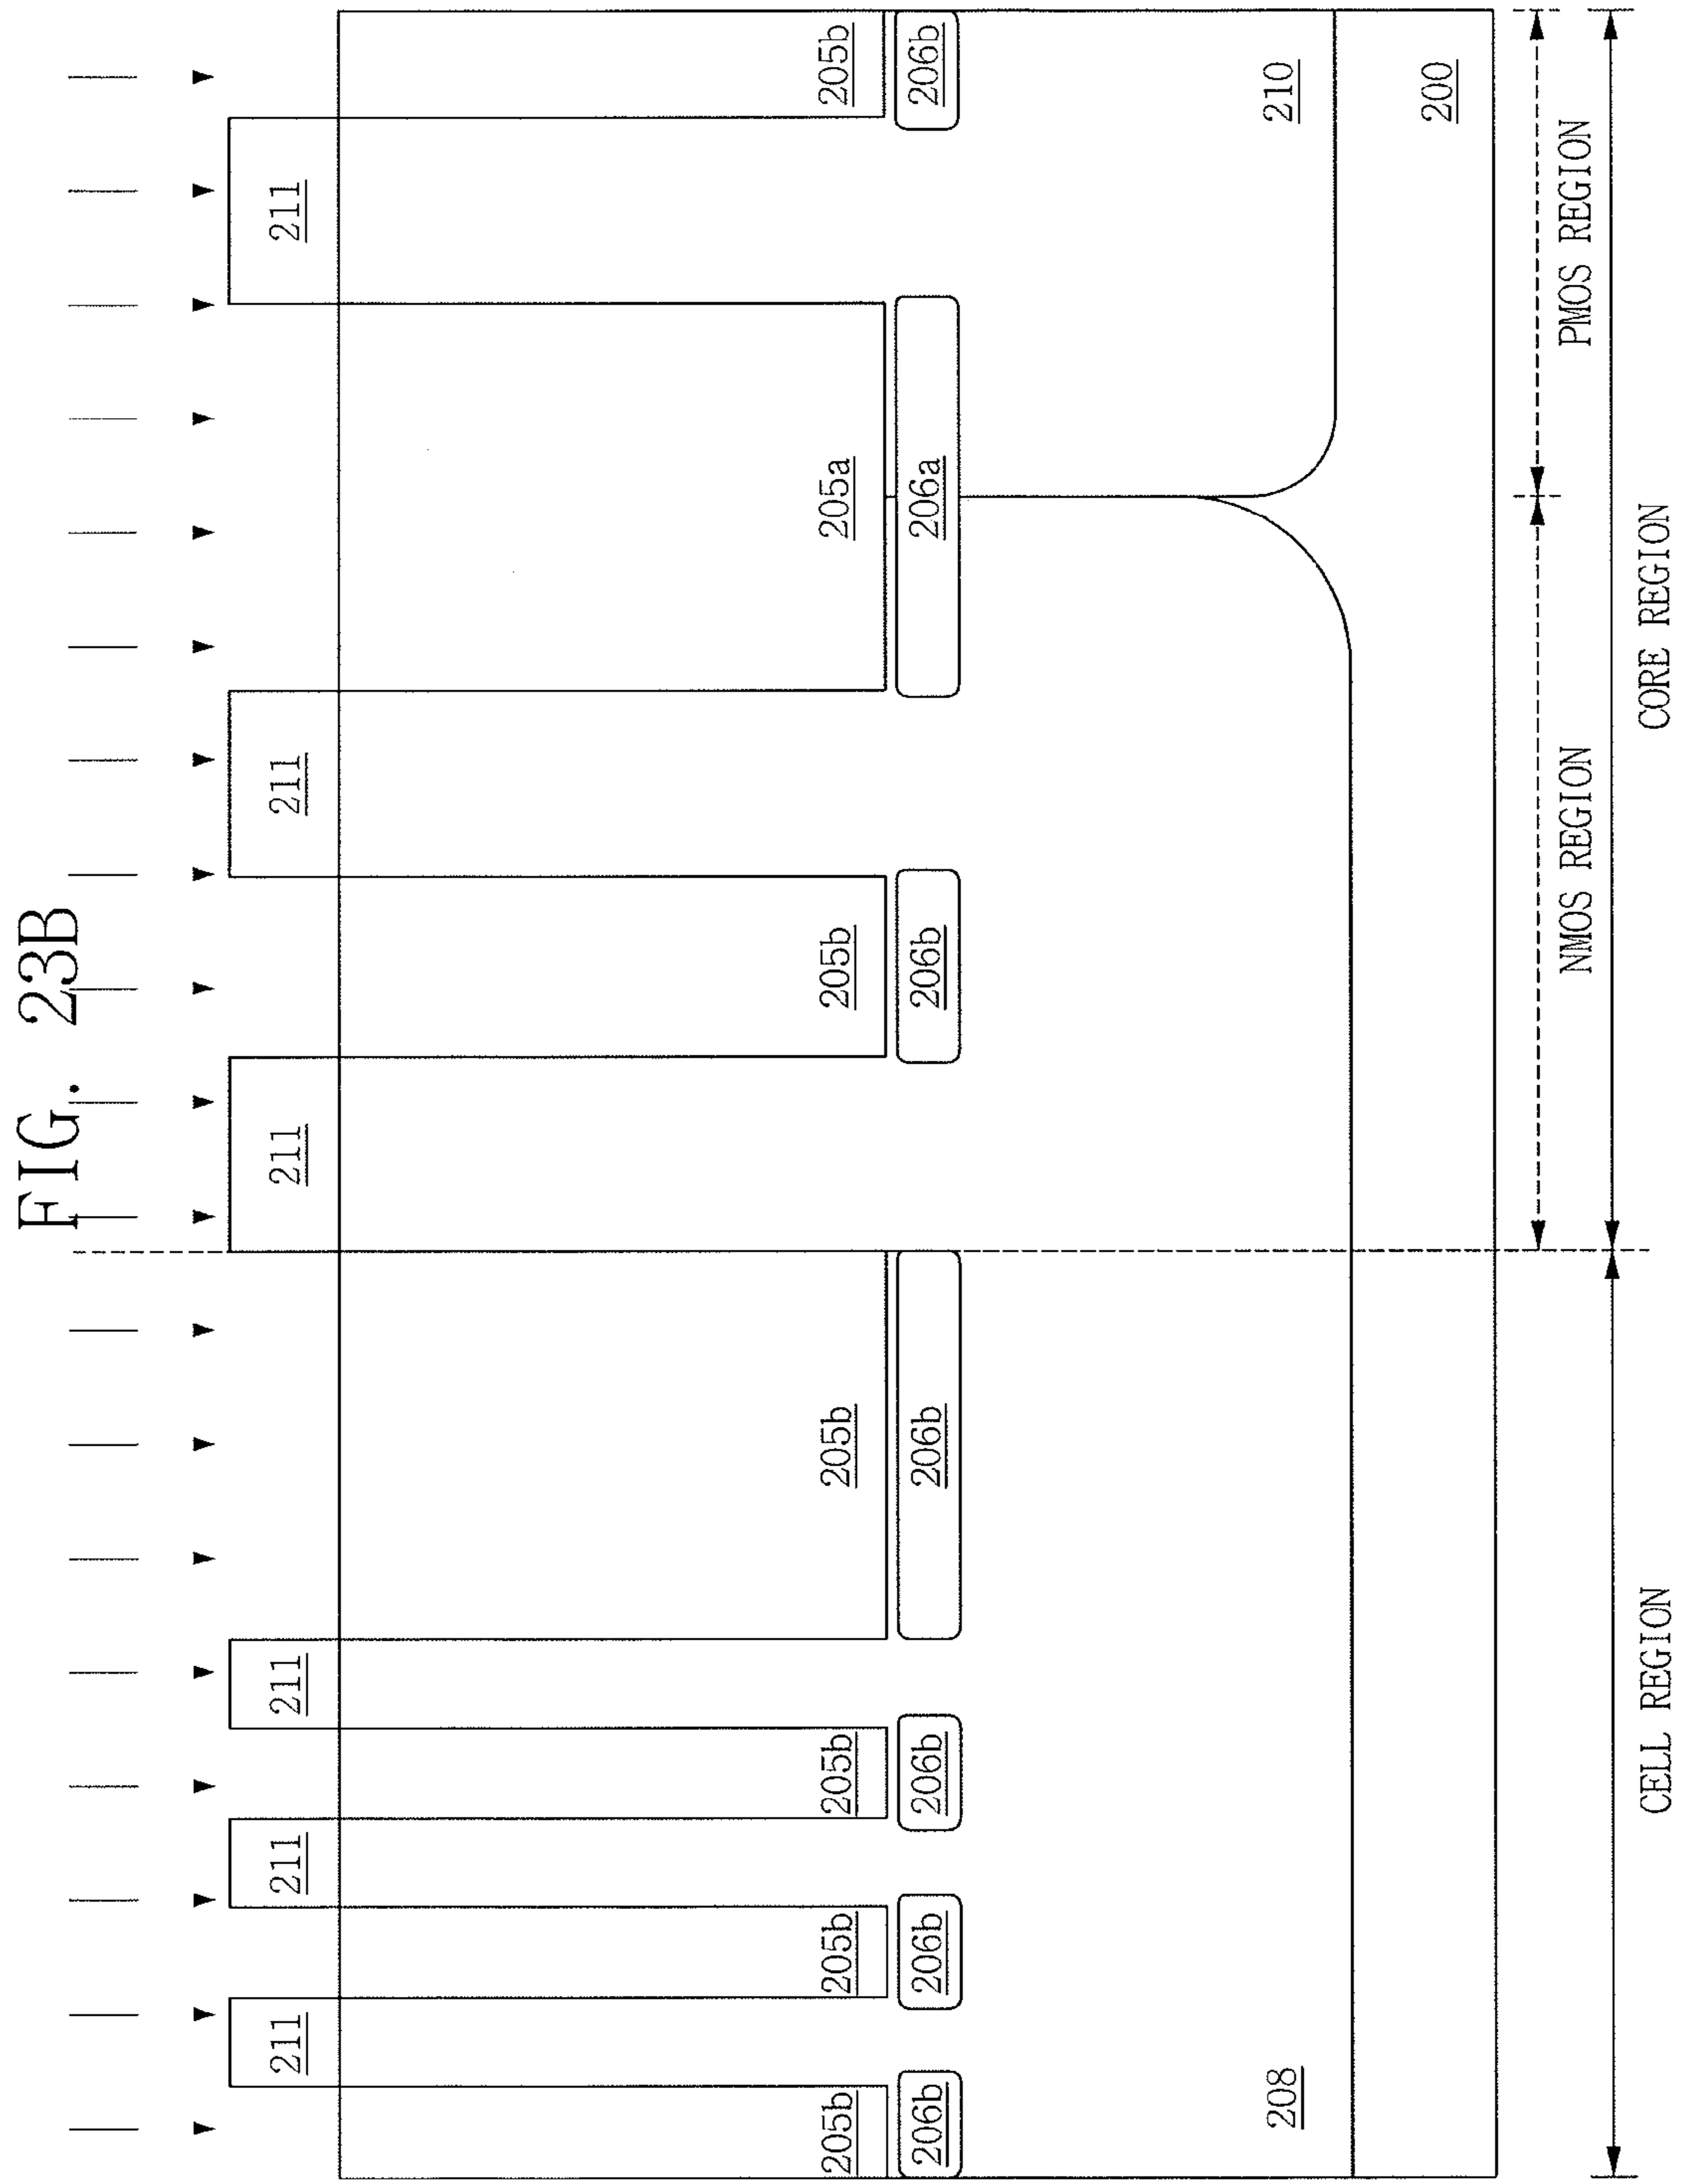 FIG. 23B
211 211 211 211 211 211
205b 205b 205b 205b 205b 205a 205b
206b 206b 206b 206b 206b 206a 206b
208 210
200
NMOS REGION PMOS REGION
CELL REGION CORE REGION